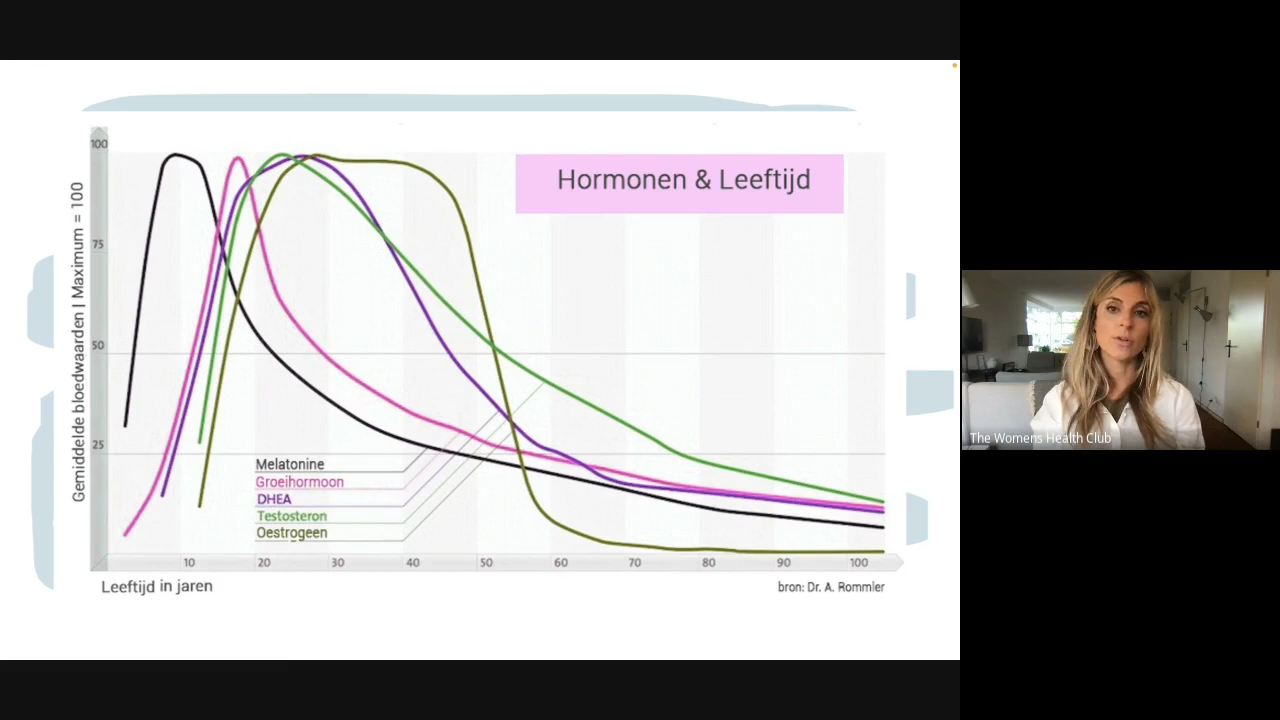 Hormonen & Leeftijd
Gemiddelde bloedwaarden | Maximum = 100
100
75
50
25
Melatonine
Groeihormoon
DHEA
Testosteron
Oestrogeen
10 20 30 40 50 60 70 80 90 100
Leeftijd in jaren
bron: Dr. A. Rommler
The Womens Health Club